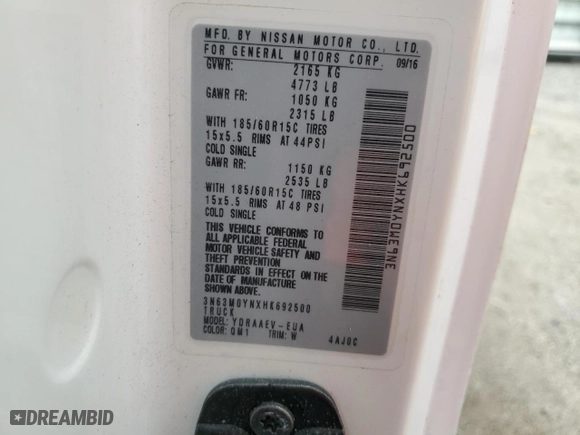 MFD. BY NISSAN MOTOR CO., LTD.
FOR GENERAL MOTORS CORP. 09/16
GVWR: 2165 KG
4773 LB
GAWR FR: 1050 KG
2315 LB
WITH 185/60R15C TIRES
15x5.5 RIMS AT 44PSI
COLD SINGLE
GAWR RR: 1150 KG
2535 LB
WITH 185/60R15C TIRES
15x5.5 RIMS AT 48 PSI
COLD SINGLE
THIS VEHICLE CONFORMS TO
ALL APPLICABLE FEDERAL
MOTOR VEHICLE SAFETY AND
THEFT PREVENTION
STANDARDS IN EFFECT ON THE
DATE OF MANUFACTURE
3N63M0YNXHK692500
TRUCK
MODEL: YDRAAEV-EUA
COLOR: QM1 TRIM: W 4AJ0C
3N63M0YNXHK692500
DREAMBID